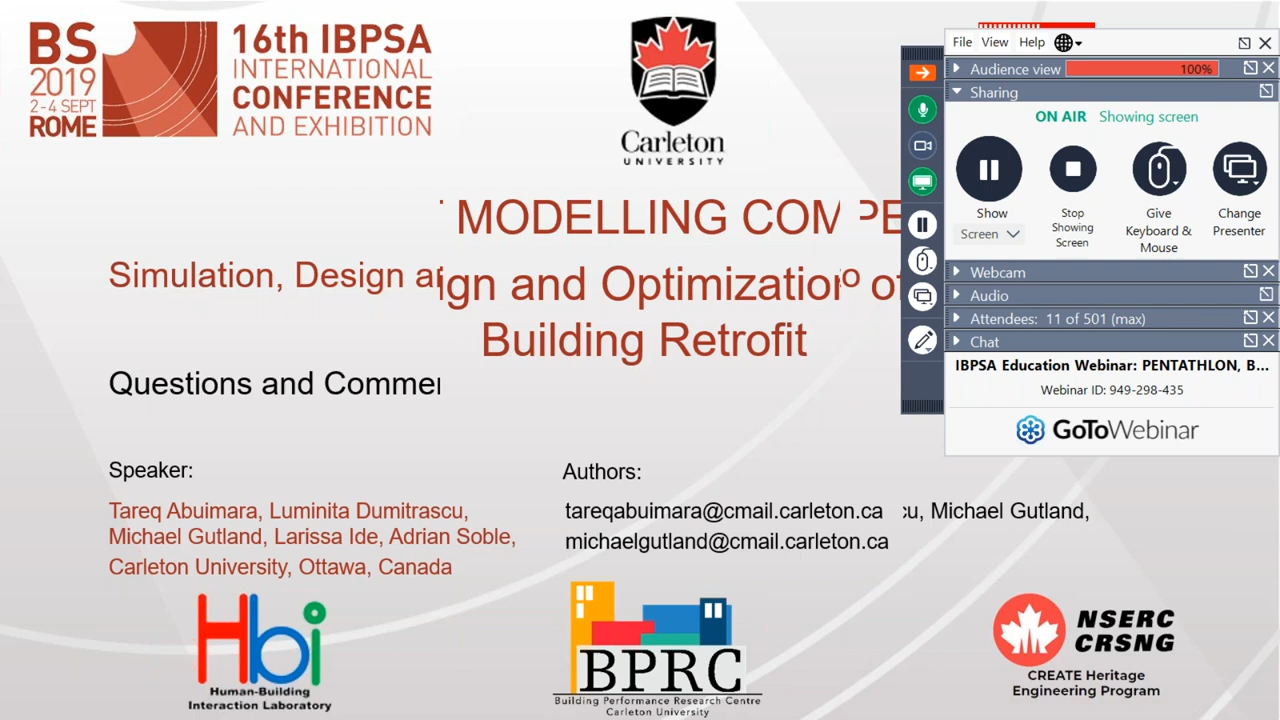 BS
2019
2-4 SEPT
ROME
16th IBPSA
INTERNATIONAL
CONFERENCE
AND EXHIBITION
Carleton
UNIVERSITY
MODELLING COM PE
Simulation, Design a
ign and Optimization o of
Building Retrofit
Questions and Comme
Speaker:
Tareq Abuimara, Luminita Dumitrascu,
Michael Gutland, Larissa Ide, Adrian Soble,
Carleton University, Ottawa, Canada
Authors:
tareqabuimara@cmail.carleton.ca cu, Michael Gutland,
michaelgutland@cmail.carleton.ca
Hbi
Human-Building
Interaction Laboratory
BPRC
Building Performance Research Centre
Carleton University
NSERC
CRSNG
CREATE Heritage
Engineering Program
File View Help
Audience view 100%
Sharing
ON AIR Showing screen
Show
Screen
Stop
Showing
Screen
Give
Keyboard &
Mouse
Change
Presenter
Webcam
Audio
Attendees: 11 of 501 (max)
Chat
IBPSA Education Webinar: PENTATHLON, B...
Webinar ID: 949-298-435
GoToWebinar